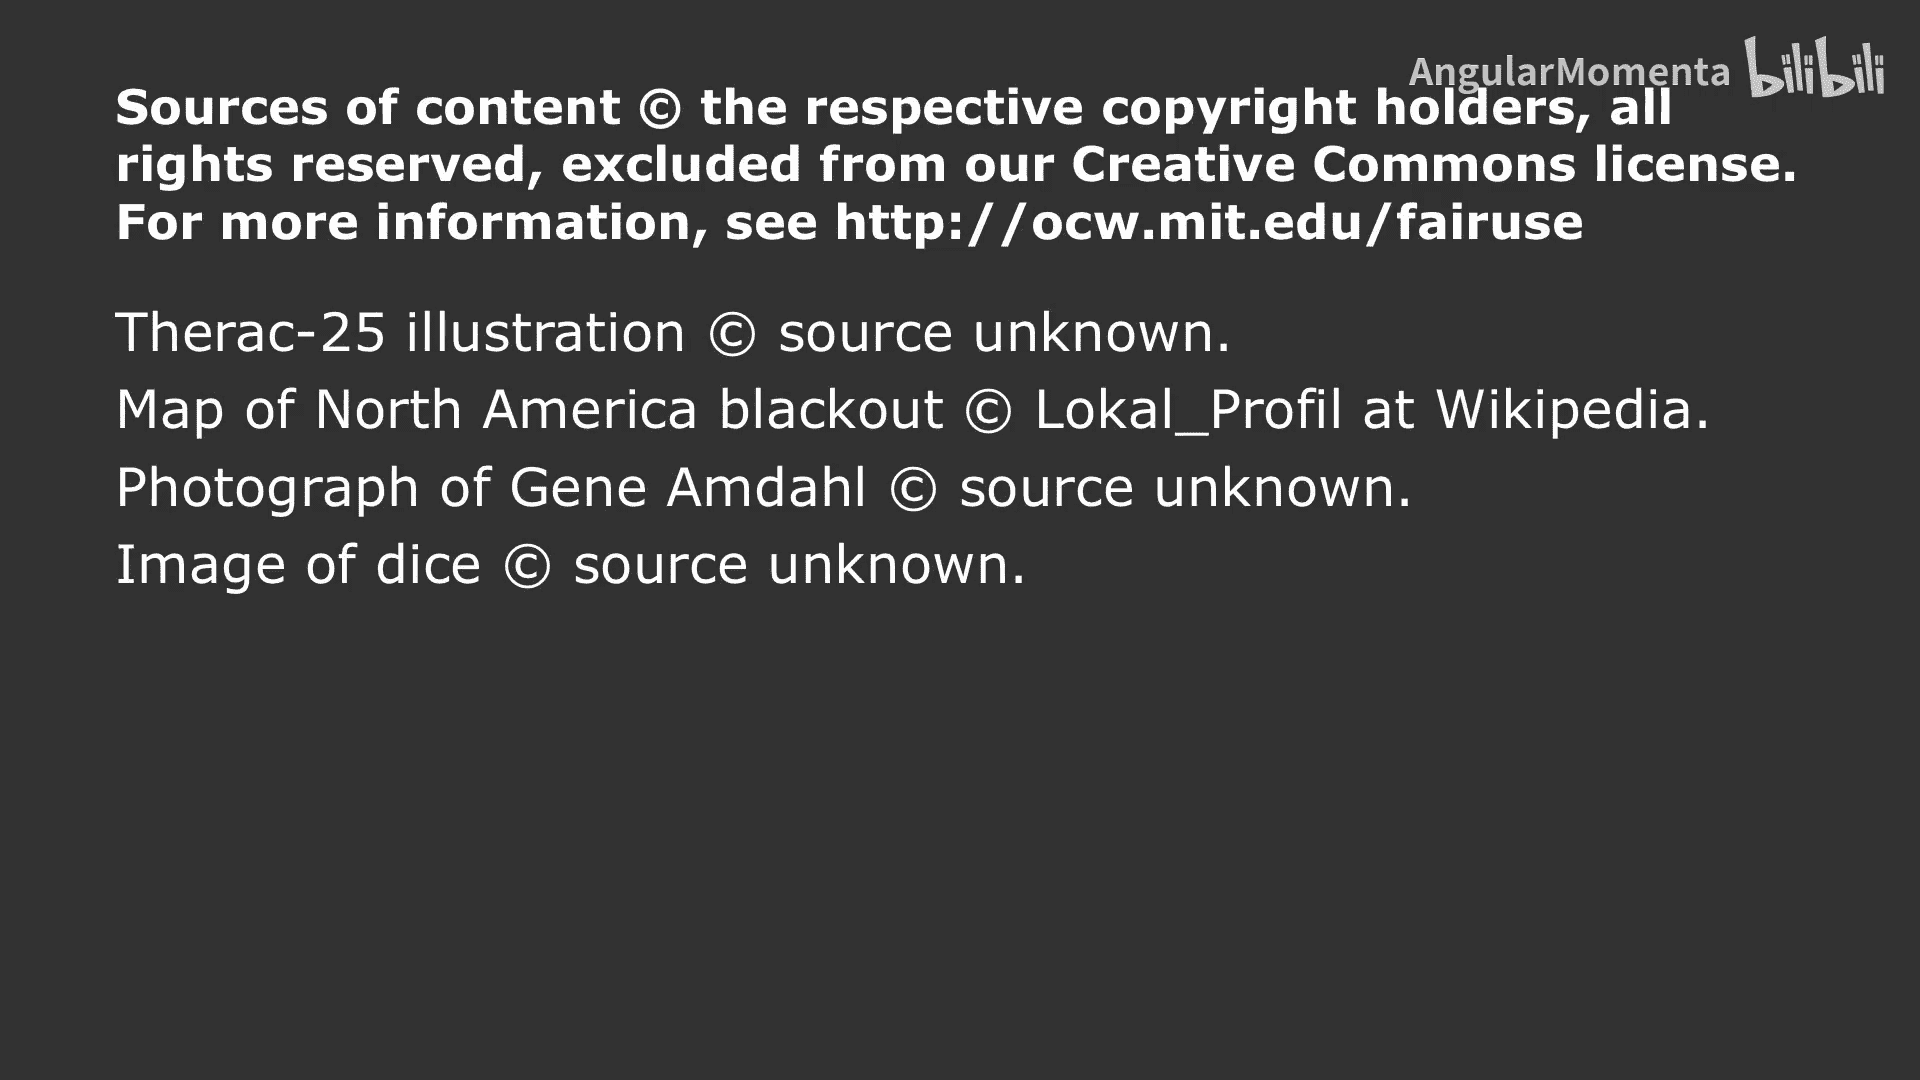 AngularMomenta bilibili
Sources of content © the respective copyright holders, all
rights reserved, excluded from our Creative Commons license.
For more information, see http://ocw.mit.edu/fairuse
Therac-25 illustration © source unknown.
Map of North America blackout © Lokal_Profil at Wikipedia.
Photograph of Gene Amdahl © source unknown.
Image of dice © source unknown.